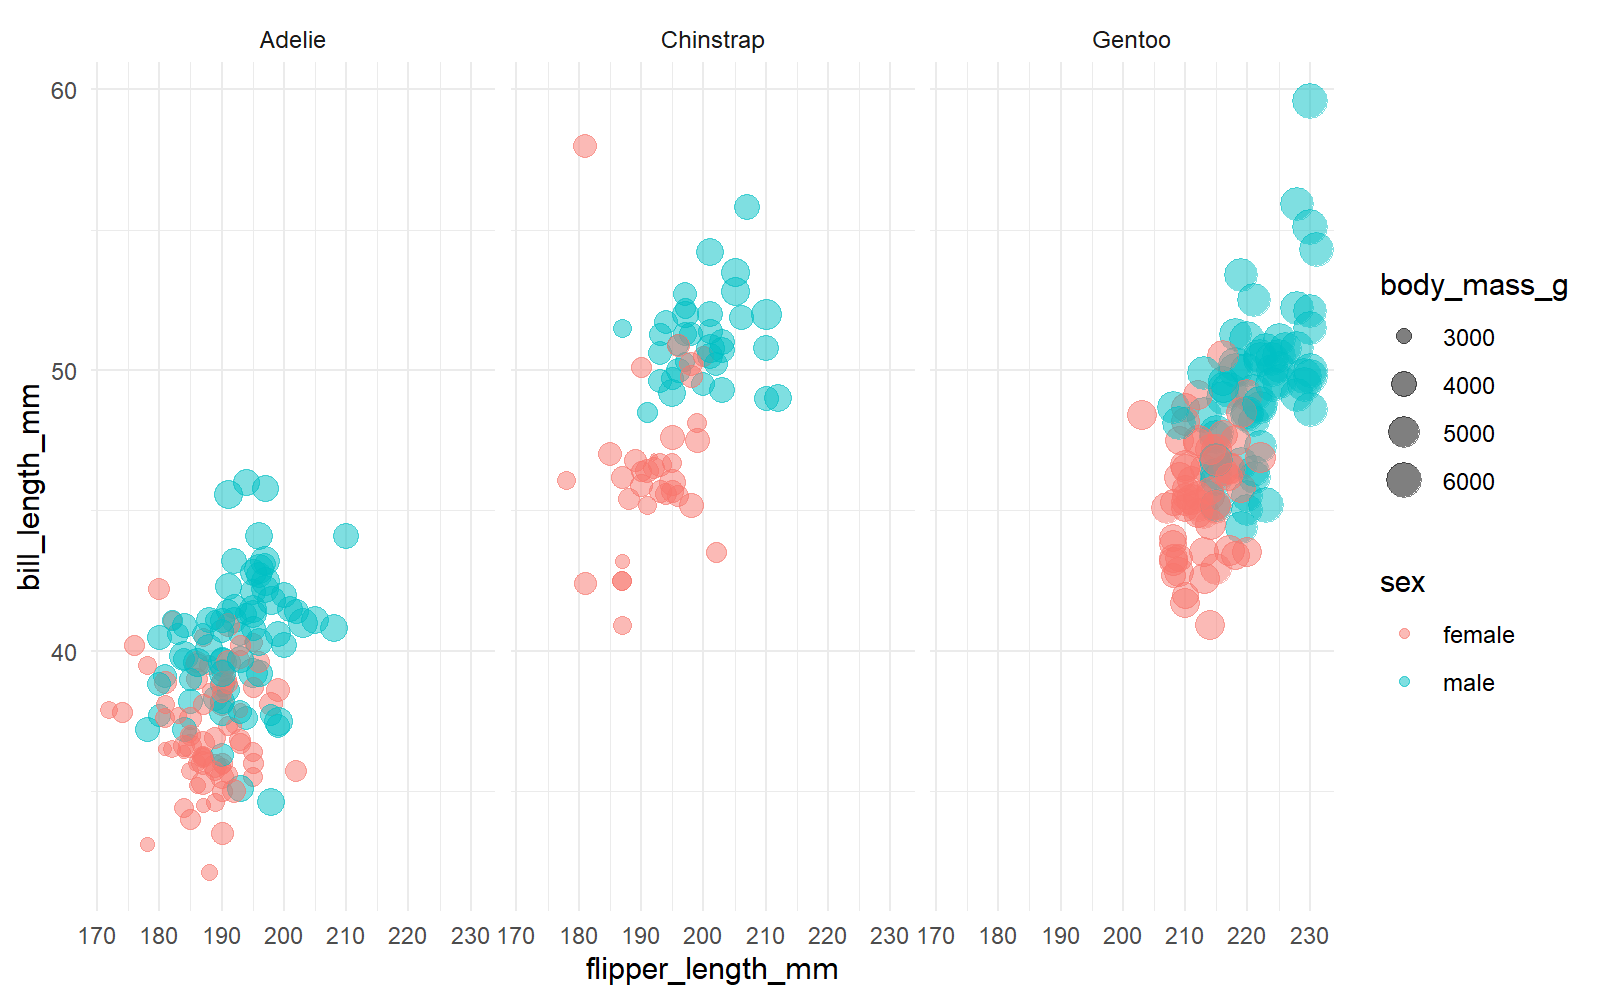 Adelie Chinstrap Gentoo
60
50
40
bill_length_mm
170 180 190 200 210 220 230 170 180 190 200 210 220 230 170 180 190 200 210 220 230
flipper_length_mm
body_mass_g
3000
4000
5000
6000
sex
female
male